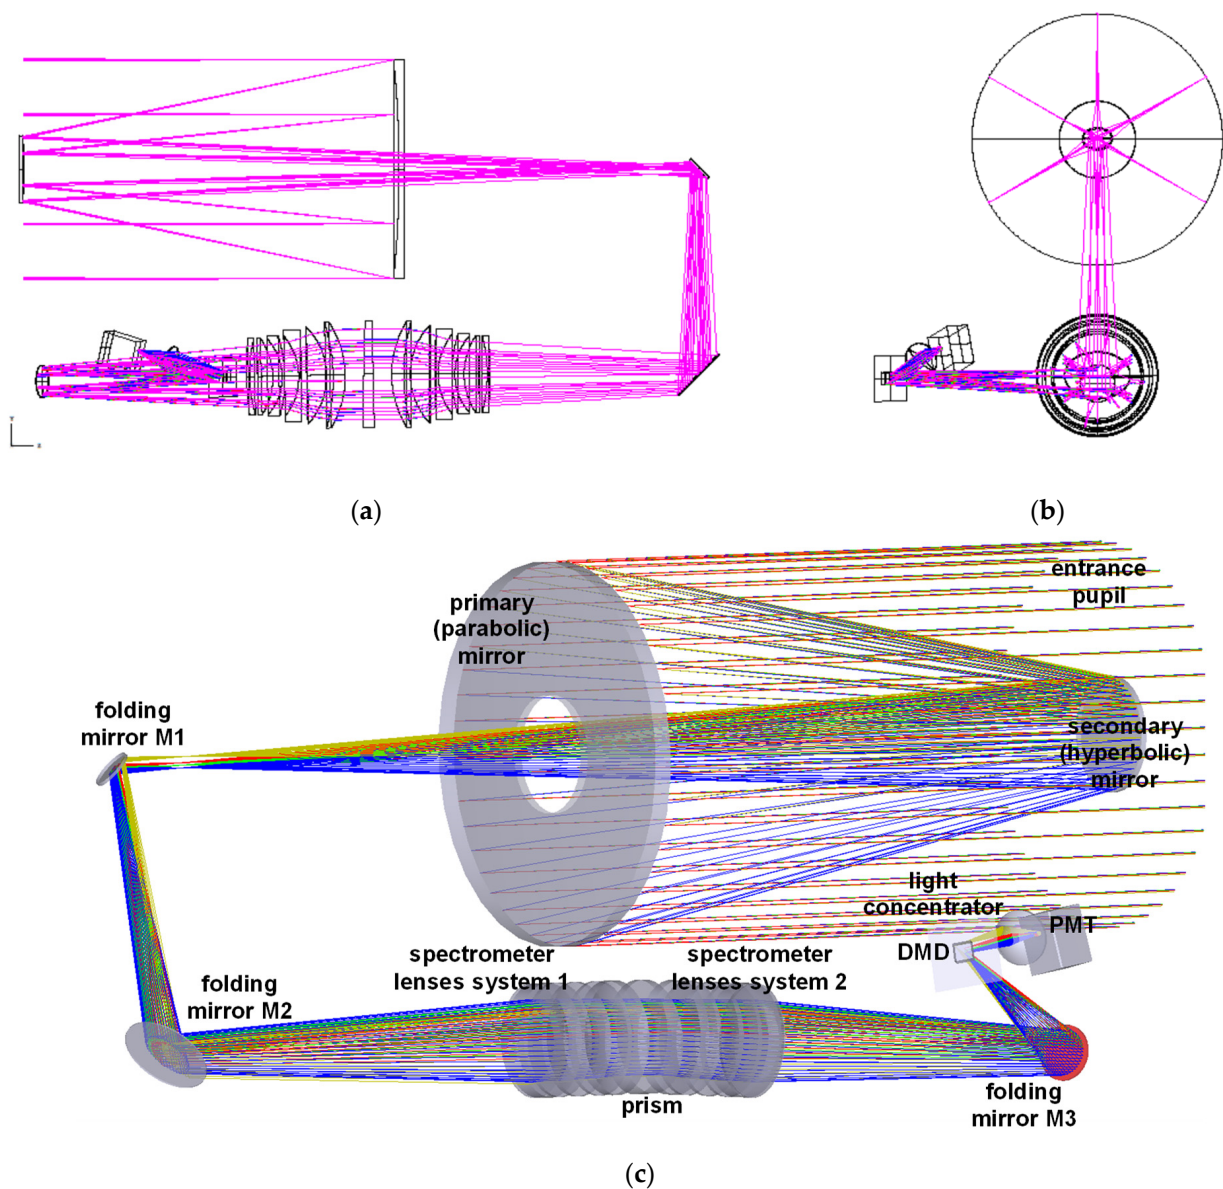 (a)
(b)
entrance
pupil
primary
(parabolic)
mirror
folding
mirror M1
secondary
(hyperbolic)
mirror
light
concentrator
PMT
DMD
spectrometer
lenses system 1
spectrometer
lenses system 2
folding
mirror M2
prism
folding
mirror M3
(c)